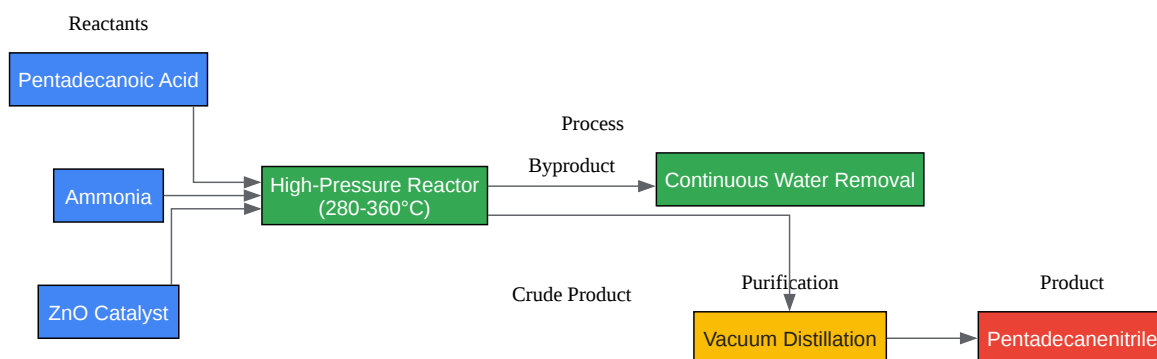 Reactants
Pentadecanoic Acid
Process
Byproduct
Continuous Water Removal
High-Pressure Reactor
(280-360°C)
Ammonia
ZnO Catalyst
Crude Product
Purification
Product
Vacuum Distillation
Pentadecanenitrile